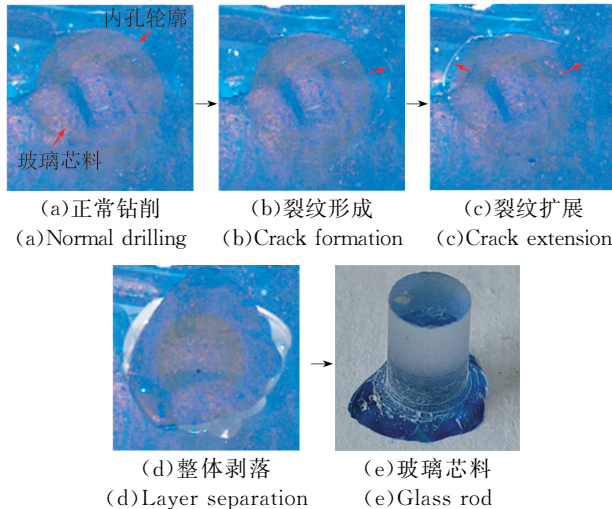 内孔轮廓
玻璃芯料
(a)正常钻削
(b)裂纹形成
(c)裂纹扩展
(a)Normal drilling
(b)Crack formation
(c)Crack extension
(d)整体剥落
(e)玻璃芯料
(d)Layer separation
(e)Glass rod